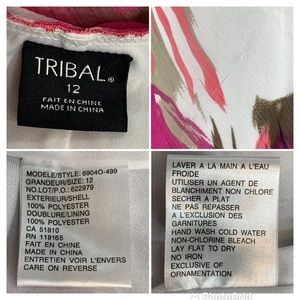 TRIBAL®
12
FAIT EN CHINE
MADE IN CHINA
MODELE/STYLE: 6904O-499
GRANDEUR/SIZE: 12
NO.LOT/P.O.: 822979
EXTERIEUR/SHELL
100% POLYESTER
DOUBLURE/LINING
100% POLYESTER
CA 51810
RN 119165
FAIT EN CHINE
MADE IN CHINA
ENTRETIEN VOIR L'ENVERS
CARE ON REVERSE
LAVER A LA MAIN A L'EAU
FROIDE
UTILISER UN AGENT DE
BLANCHIMENT NON CHLORE
SECHER A PLAT
NE PAS REPASSER
A L'EXCLUSION DES
GARNITURES
HAND WASH COLD WATER
NON-CHLORINE BLEACH
LAY FLAT TO DRY
NO IRON
EXCLUSIVE OF
ORNAMENTATION